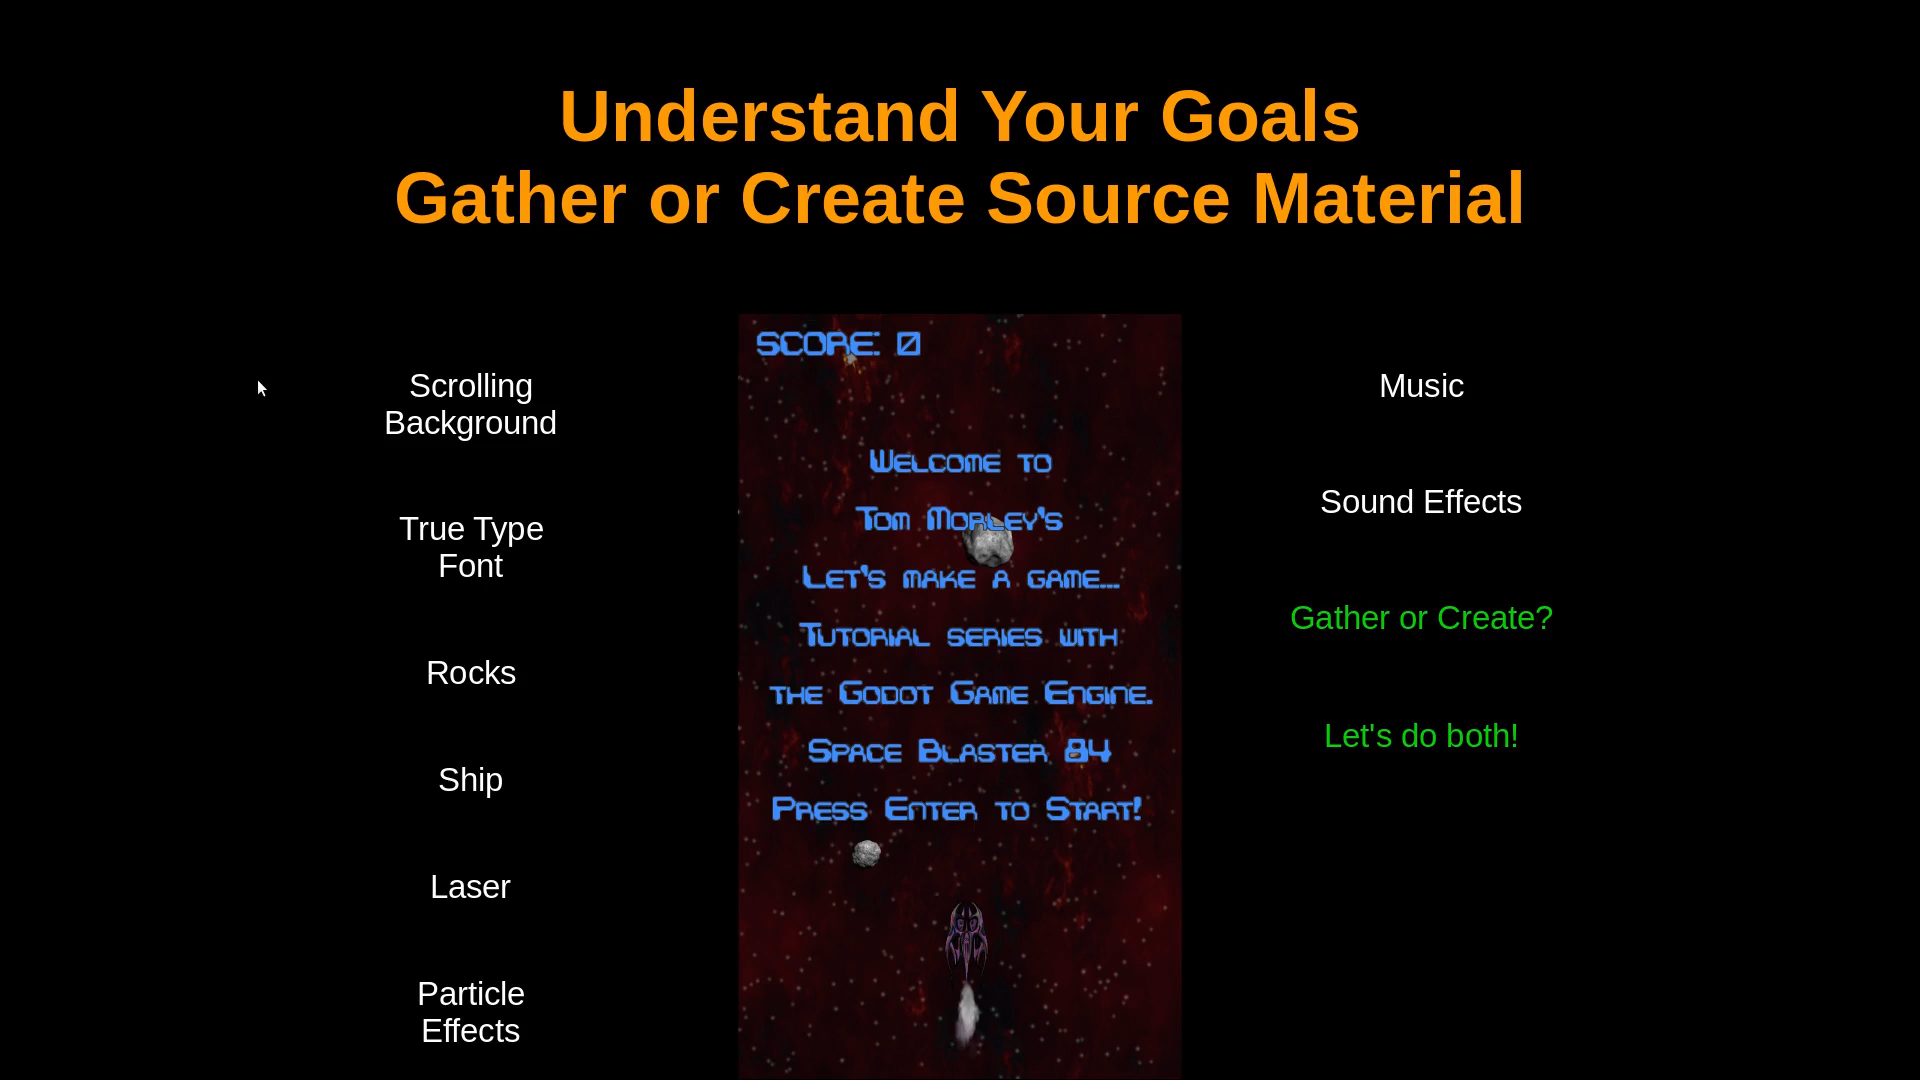 Understand Your Goals
Gather or Create Source Material
Scrolling
Background
True Type
Font
Rocks
Ship
Laser
Particle
Effects
SCORE: 0
Welcome to
Tom Morley's
Let's make a game...
Tutorial series with
the Godot Game Engine.
Space Blaster 84
Press Enter to Start!
Music
Sound Effects
Gather or Create?
Let's do both!